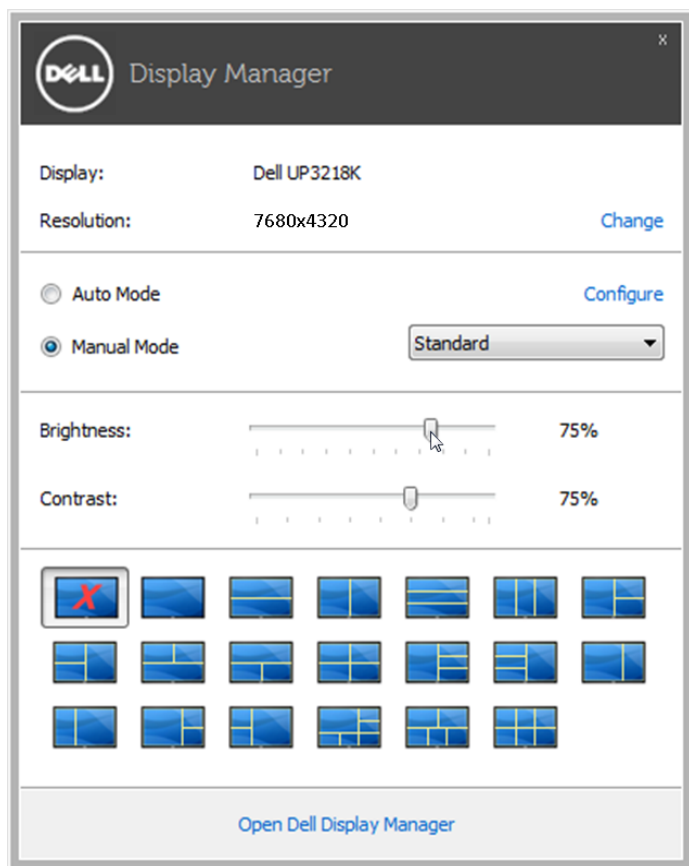 DELL Display Manager x
Display: Dell UP3218K
Resolution: 7680x4320 Change
Auto Mode Configure
Manual Mode Standard
Brightness: 75%
Contrast: 75%
Open Dell Display Manager